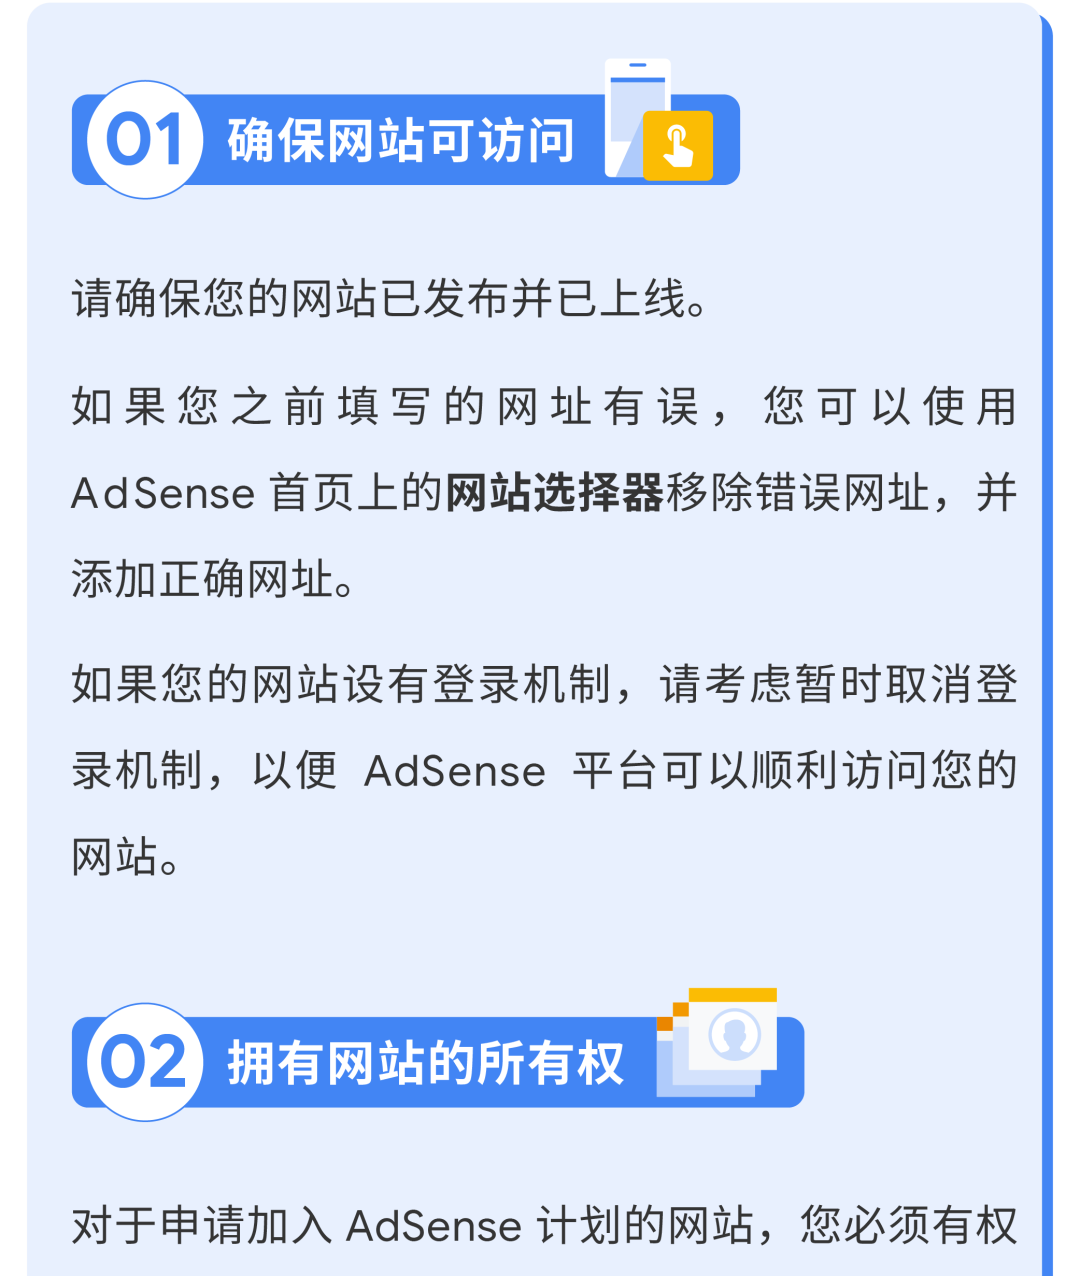 01 确保网站可访问
请确保您的网站已发布并已上线。
如果您之前填写的网址有误，您可以使用
AdSense 首页上的网站选择器移除错误网址，并
添加正确网址。
如果您的网站设有登录机制，请考虑暂时取消登
录机制，以便 AdSense 平台可以顺利访问您的
网站。
02 拥有网站的所有权
对于申请加入 AdSense 计划的网站，您必须有权